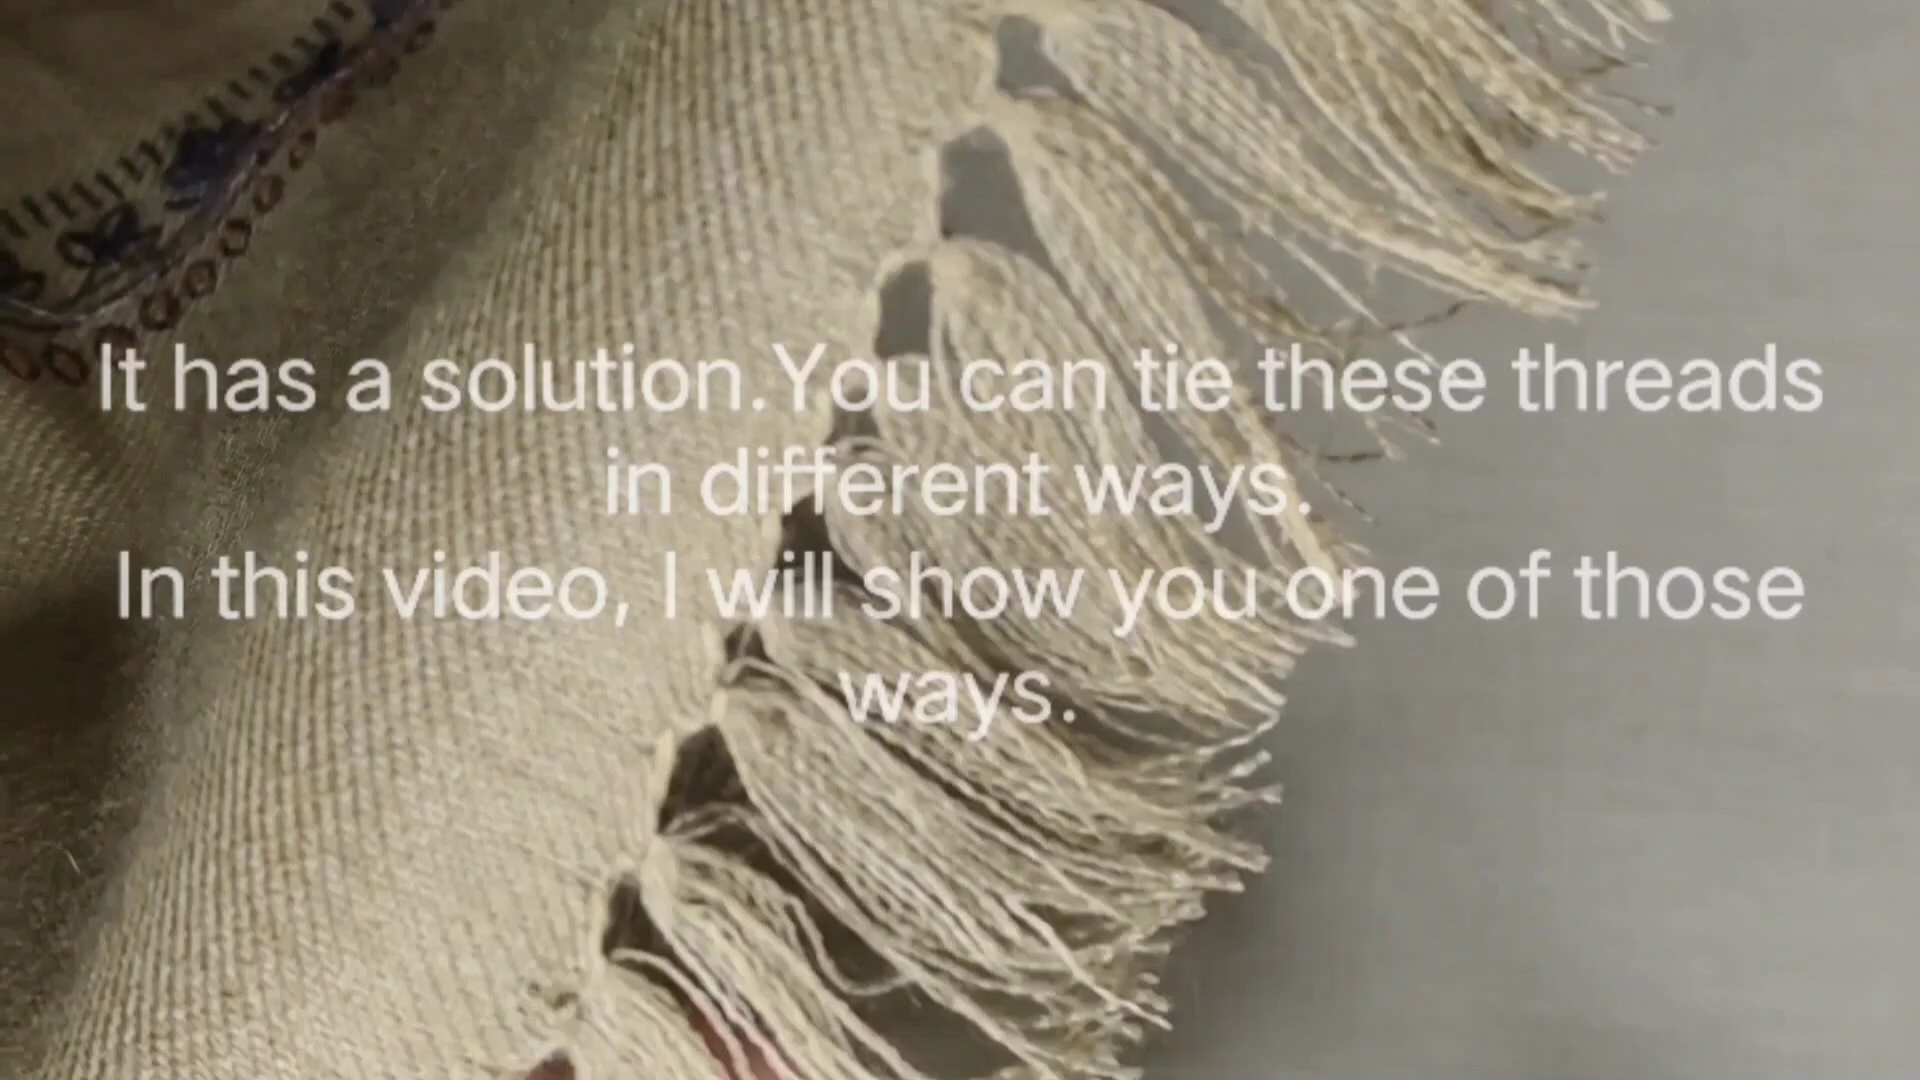 It has a solution.You can tie these threads
in different ways.
In this video, I will show you one of those
ways.